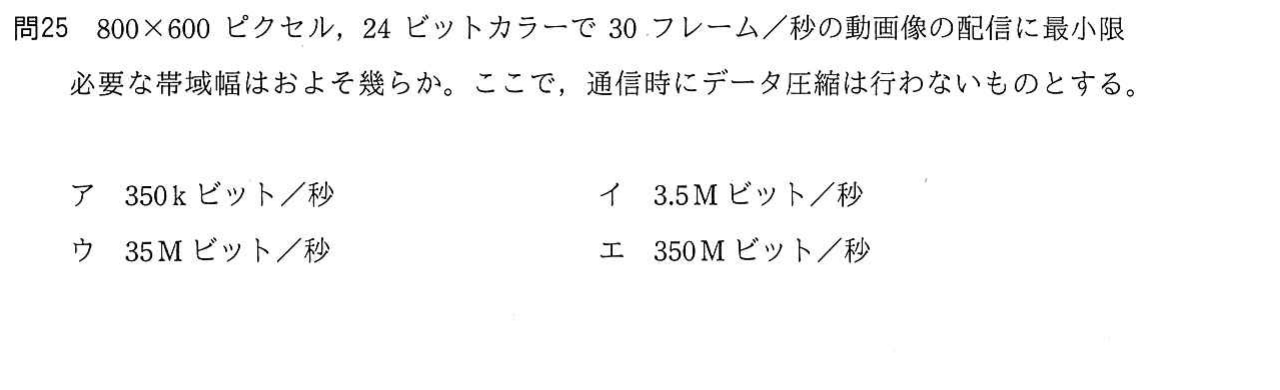 問25 800×600 ピクセル，24 ビットカラーで 30 フレーム／秒の動画像の配信に最小限
必要な帯域幅はおよそ幾らか。ここで，通信時にデータ圧縮は行わないものとする。
ア 350 k ビット／秒 イ 3.5 M ビット／秒
ウ 35 M ビット／秒 エ 350 M ビット／秒